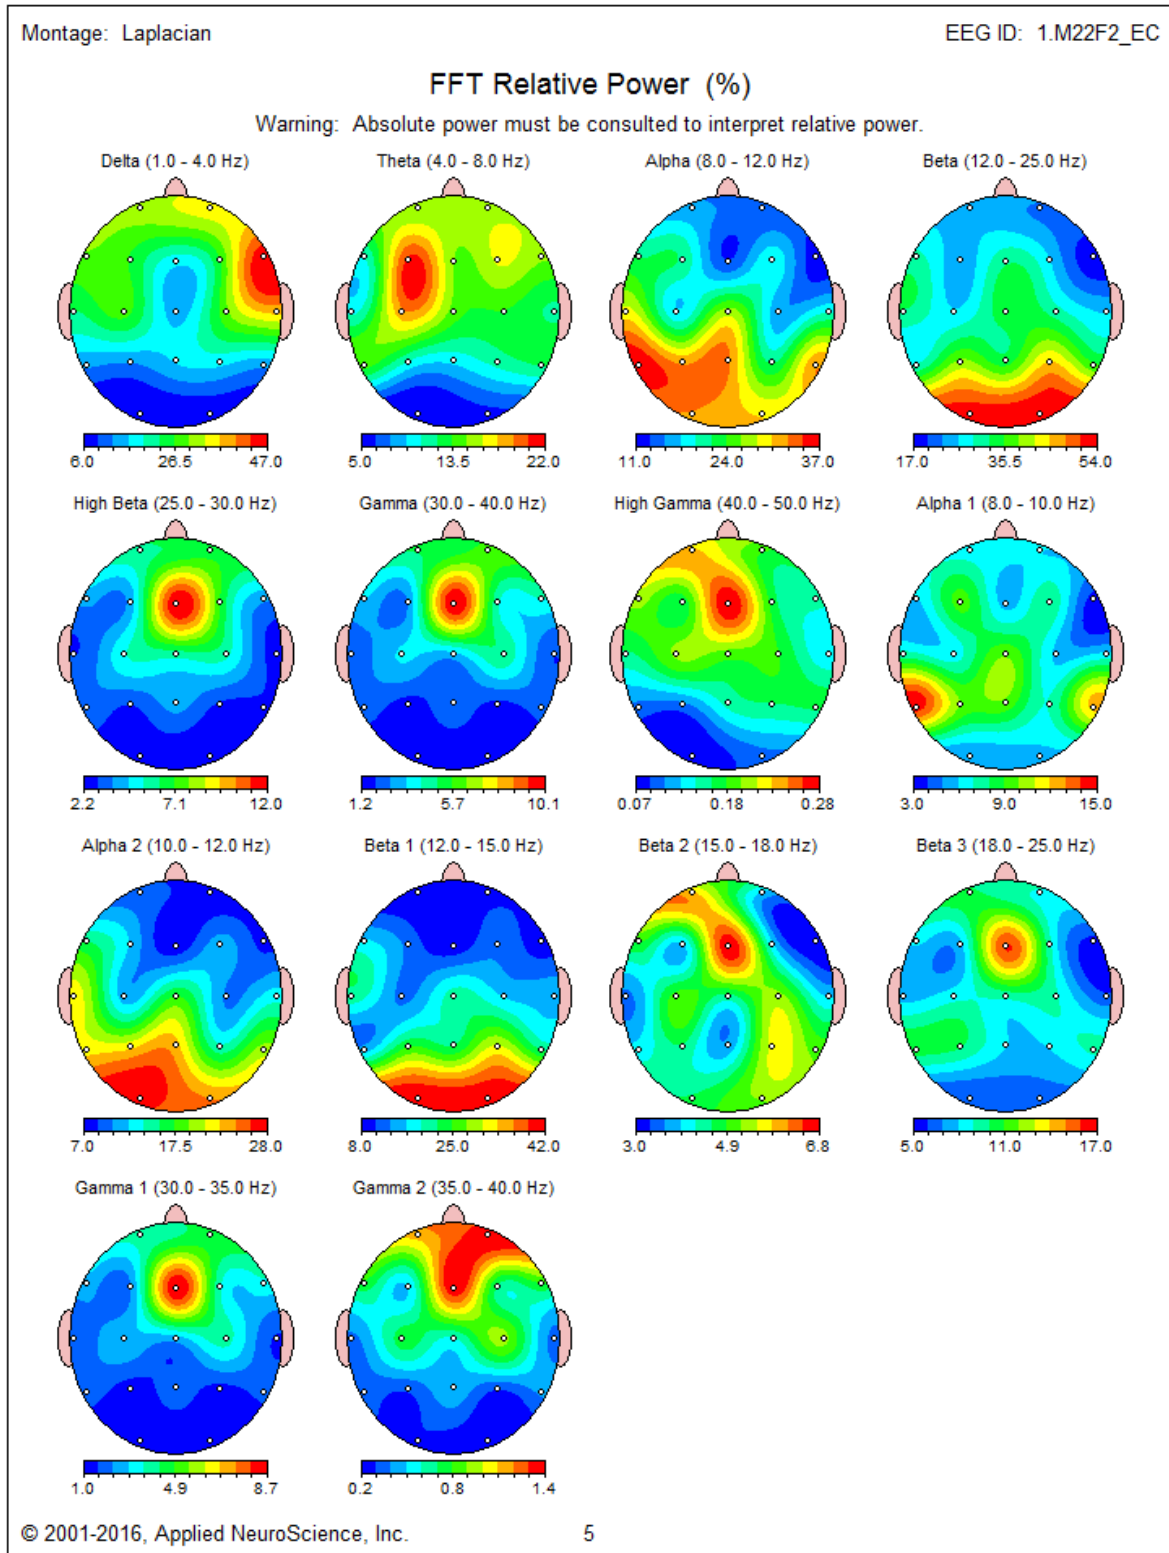 Montage: Laplacian EEG ID: 1.M22F2_EC
FFT Relative Power (%)
Warning: Absolute power must be consulted to interpret relative power.
Delta (1.0 - 4.0 Hz) Theta (4.0 - 8.0 Hz) Alpha (8.0 - 12.0 Hz) Beta (12.0 - 25.0 Hz)
6.0 26.5 47.0 5.0 13.5 22.0 11.0 24.0 37.0 17.0 35.5 54.0
High Beta (25.0 - 30.0 Hz) Gamma (30.0 - 40.0 Hz) High Gamma (40.0 - 50.0 Hz) Alpha 1 (8.0 - 10.0 Hz)
2.2 7.1 12.0 1.2 5.7 10.1 0.07 0.18 0.28 3.0 9.0 15.0
Alpha 2 (10.0 - 12.0 Hz) Beta 1 (12.0 - 15.0 Hz) Beta 2 (15.0 - 18.0 Hz) Beta 3 (18.0 - 25.0 Hz)
7.0 17.5 28.0 8.0 25.0 42.0 3.0 4.9 6.8 5.0 11.0 17.0
Gamma 1 (30.0 - 35.0 Hz) Gamma 2 (35.0 - 40.0 Hz)
1.0 4.9 8.7 0.2 0.8 1.4
© 2001-2016, Applied NeuroScience, Inc. 5